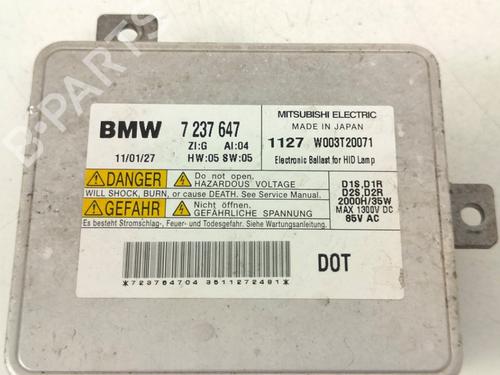 BMW 7 237 647
ZI:G AI:04
11/01/27 HW:05 SW:05
MITSUBISHI ELECTRIC
MADE IN JAPAN
1127 W003T20071
Electronic Ballast for HID Lamp
DANGER Do not open.
HAZARDOUS VOLTAGE
WILL SHOCK, BURN, or cause DEATH. See Service Manual.
GEFAHR Nicht öffnen.
GEFÄHRLICHE SPANNUNG
Es besteht Stromschlag-, Feuer- und Todesgefahr. Siehe Wartungsanleitung.
D1S,D1R
D2S,D2R
2000H/35W
MAX 1300V DC
85V AC
DOT
*723764704 3511272491*
B-PARTS